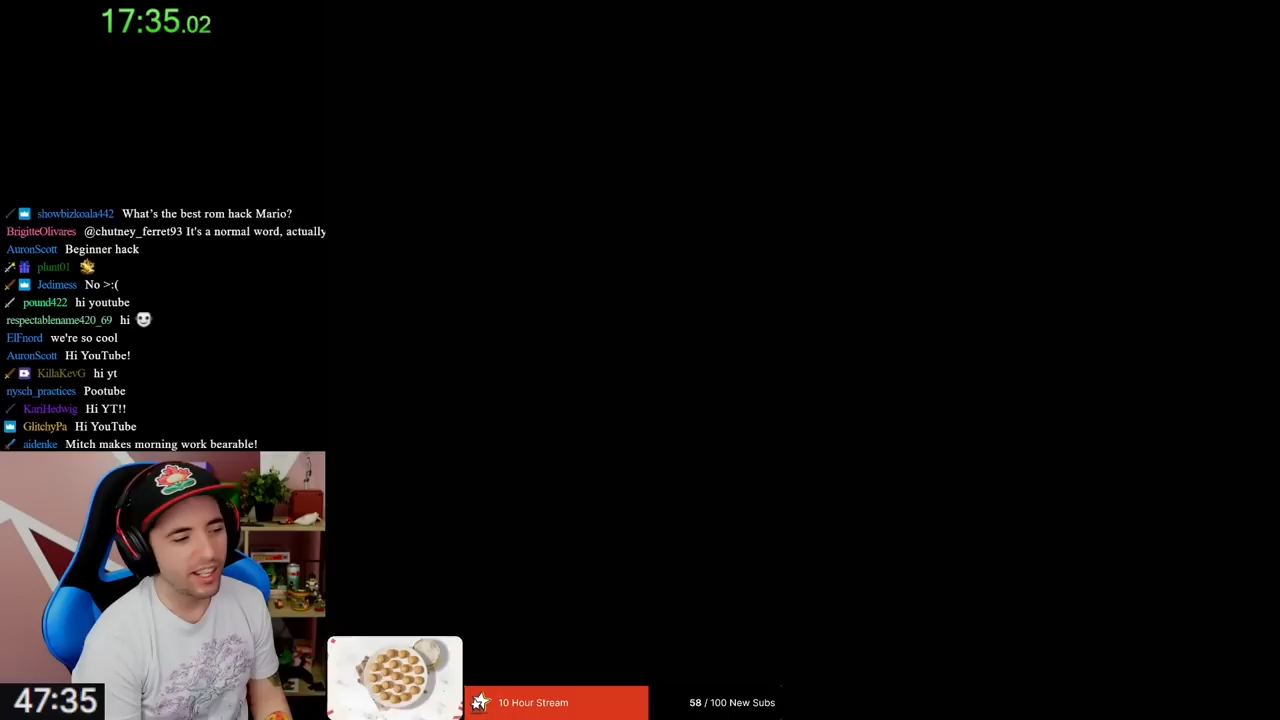 17:35.02
showbizkoala442 What's the best rom hack Mario?
BrigitteOlivares @chutney_ferret93 It's a normal word, actually
AuronScott Beginner hack
plunt01
Jedimess No >:(
pound422 hi youtube
respectablename420_69 hi
ElFnord we're so cool
AuronScott Hi YouTube!
KillaKevG hi yt
nysch_practices Pootube
KariHedwig Hi YT!!
GlitchyPa Hi YouTube
aidenke Mitch makes morning work bearable!
47:35
10 Hour Stream
58 / 100 New Subs